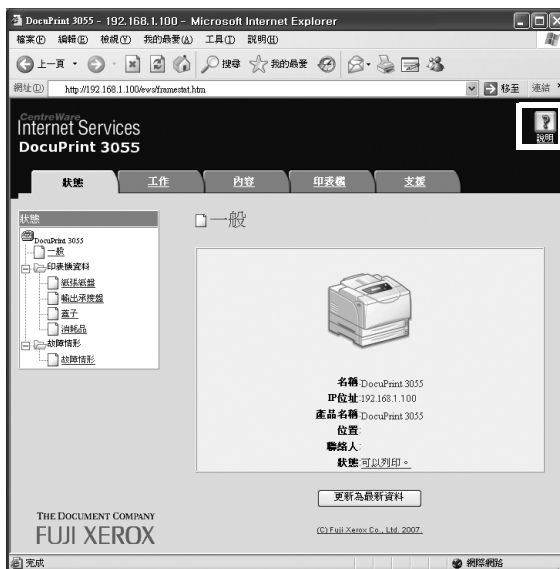 DocuPrint 3055 - 192.168.1.100 - Microsoft Internet Explorer
檔案(F) 編輯(E) 檢視(V) 我的最愛(A) 工具(T) 說明(H)
上一頁 搜尋 我的最愛
網址(D) http://192.168.1.100/ews/framestat.htm 移至 連結 »
CentreWare
Internet Services
DocuPrint 3055
說明
狀態 工作 內容 印表機 支援
狀態
DocuPrint 3055
一般
印表機資料
紙張紙盤
輸出承接盤
蓋子
消耗品
故障情形
故障情形
一般
名稱:DocuPrint 3055
IP位址:192.168.1.100
產品名稱:DocuPrint 3055
位置:
聯絡人:
狀態:可以列印。
更新為最新資料
THE DOCUMENT COMPANY
FUJI XEROX
(C) Fuji Xerox Co., Ltd. 2007.
完成 網際網路